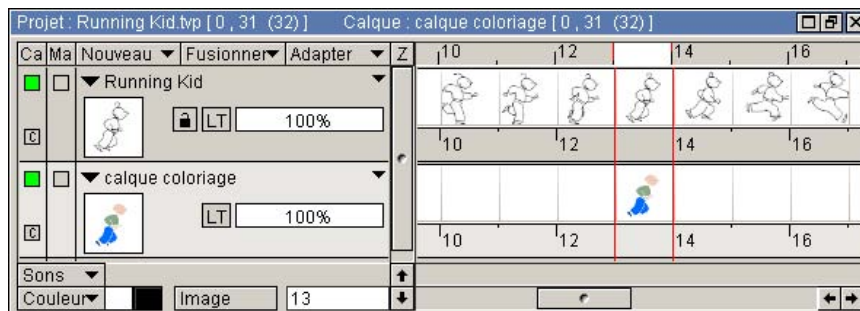 Projet : Running Kid.tvp [ 0 , 31 (32) ] Calque : calque coloriage [ 0 , 31 (32) ]
Ca Ma Nouveau Fusionner Adapter Z 10 12 14 16
Running Kid
LT 100%
C
10 12 14 16
calque coloriage
LT 100%
C
10 12 14 16
Sons
Couleur Image 13